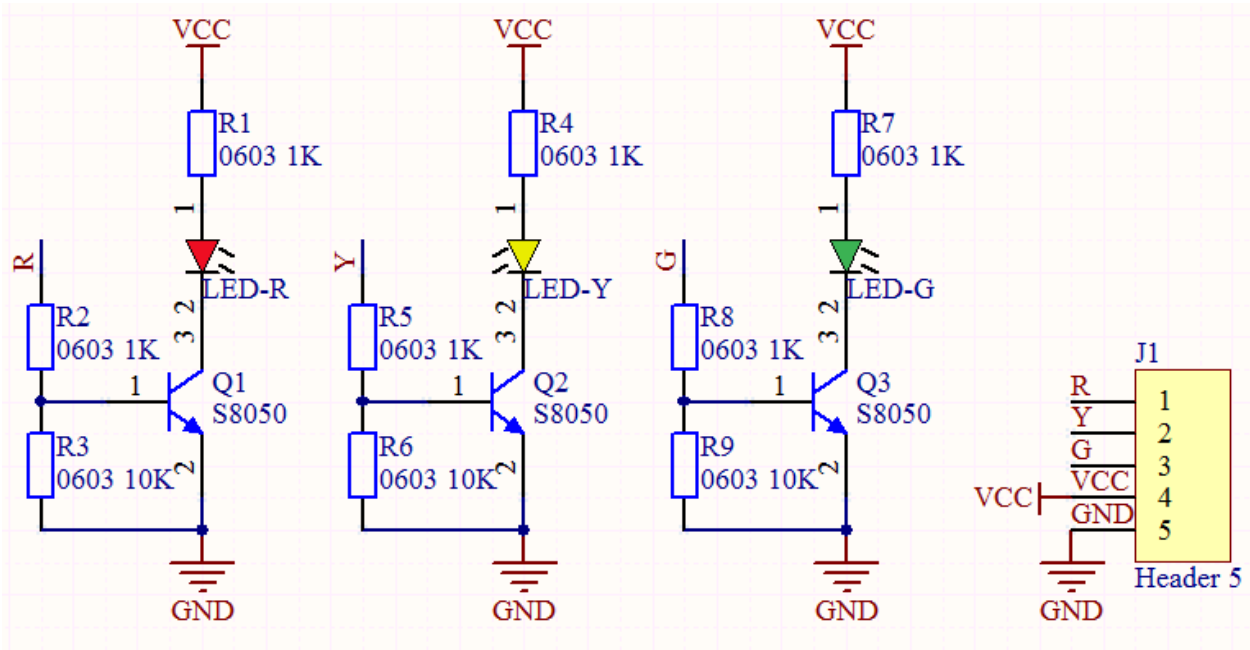 VCC
VCC
VCC
R1
0603 1K
R4
0603 1K
R7
0603 1K
1
1
1
R
Y
G
LED-R
LED-Y
LED-G
2
2
2
R2
0603 1K
R5
0603 1K
R8
0603 1K
3
3
3
1
1
1
Q1
S8050
Q2
S8050
Q3
S8050
R3
0603 10K
R6
0603 10K
R9
0603 10K
2
2
2
GND
GND
GND
J1
R
1
Y
2
G
3
VCC
VCC
4
GND
5
Header 5
GND